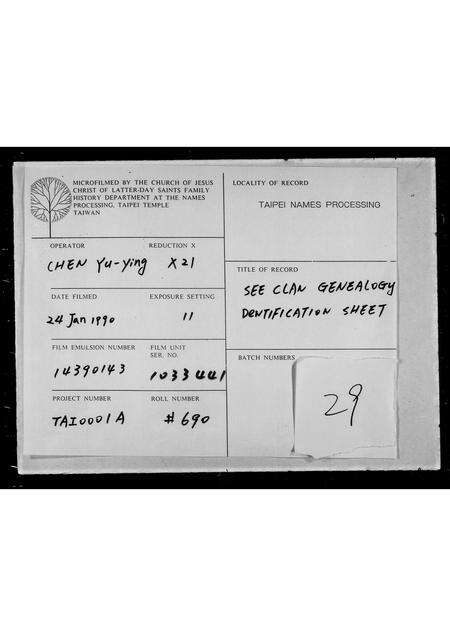 MICROFILMED BY THE CHURCH OF JESUS
CHRIST OF LATTER-DAY SAINTS FAMILY
HISTORY DEPARTMENT AT THE NAMES
PROCESSING, TAIPEI TEMPLE
TAIWAN
OPERATOR REDUCTION X
CHEN Yu-Ying X21
DATE FILMED EXPOSURE SETTING
24 Jan 1990 11
FILM EMULSION NUMBER FILM UNIT
SER. NO.
14390143 1033441
PROJECT NUMBER ROLL NUMBER
TAI0001A #690
LOCALITY OF RECORD
TAIPEI NAMES PROCESSING
TITLE OF RECORD
SEE CLAN GENEALOGY
DENTIFICATION SHEET
BATCH NUMBERS
29